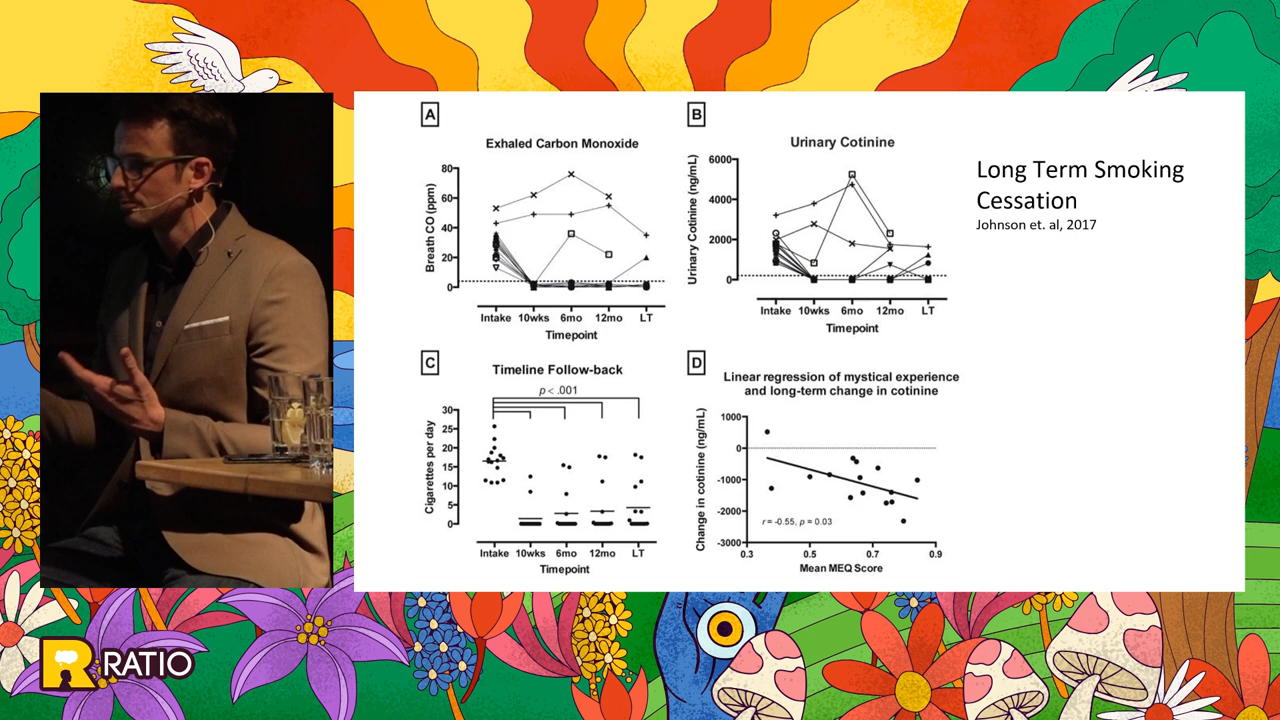 A
Exhaled Carbon Monoxide
Breath CO (ppm)
80
60
40
20
0
Intake 10wks 6mo 12mo LT
Timepoint
B
Urinary Cotinine
Urinary Cotinine (ng/mL)
6000
4000
2000
0
Intake 10wks 6mo 12mo LT
Timepoint
Long Term Smoking
Cessation
Johnson et. al, 2017
C
Timeline Follow-back
p < .001
Cigarettes per day
30
25
20
15
10
5
0
Intake 10wks 6mo 12mo LT
Timepoint
D
Linear regression of mystical experience
and long-term change in cotinine
Change in cotinine (ng/mL)
1000
0
-1000
-2000
-3000
r = -0.55, p = 0.03
0.3 0.5 0.7 0.9
Mean MEQ Score
R RATIO